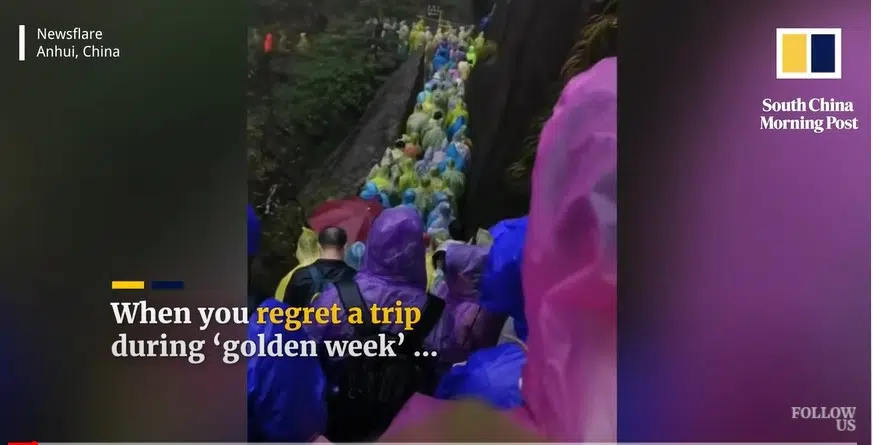 Newsflare
Anhui, China
South China
Morning Post
When you regret a trip
during ‘golden week’ ...
FOLLOW
US